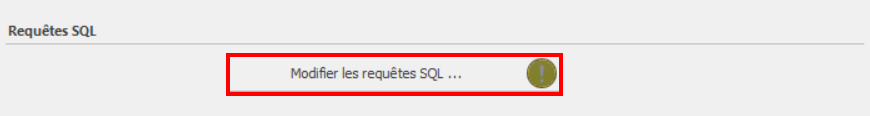 Requêtes SQL
Modifier les requêtes SQL ...
!